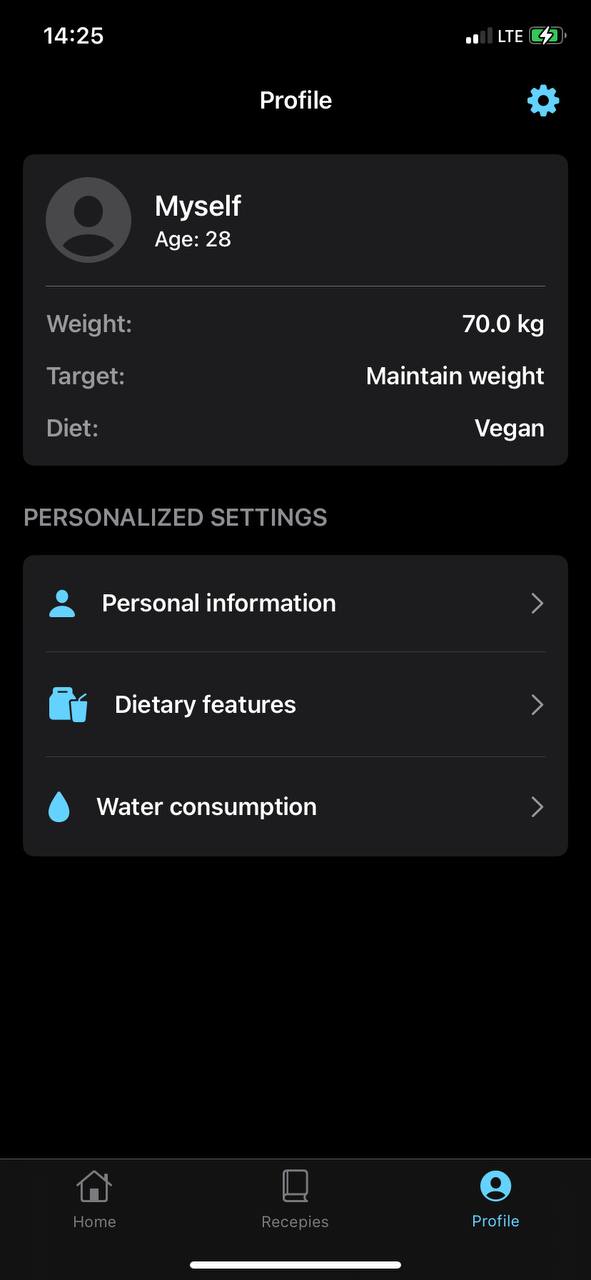 14:25
LTE
Profile
Myself
Age: 28
Weight: 70.0 kg
Target: Maintain weight
Diet: Vegan
PERSONALIZED SETTINGS
Personal information
Dietary features
Water consumption
Home Recepies Profile